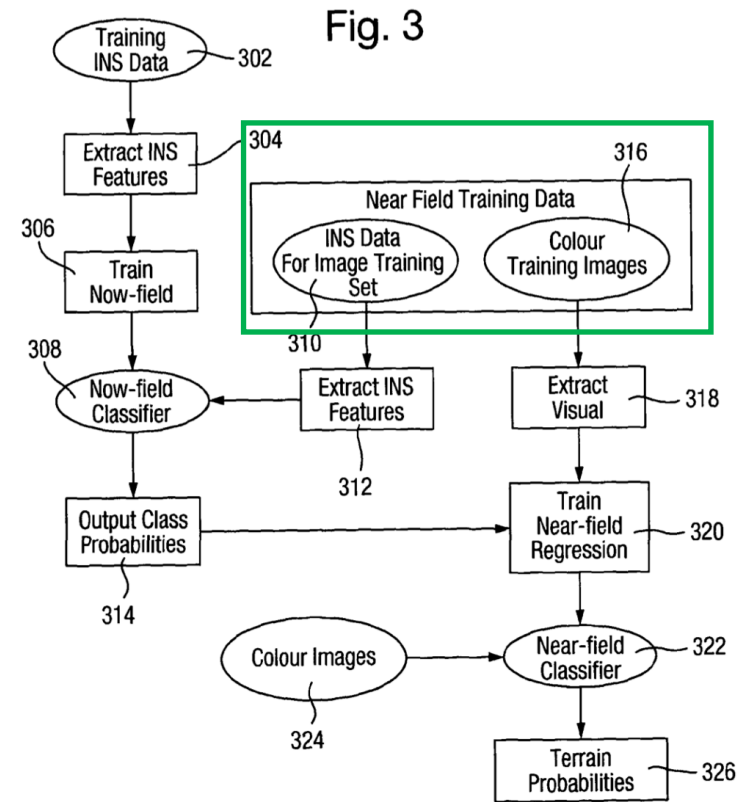 Fig. 3
Training
INS Data
302
Extract INS
Features
304
306
Train
Now-field
308
Now-field
Classifier
Near Field Training Data
316
INS Data
For Image Training
Set
310
Colour
Training Images
Extract INS
Features
312
Extract
Visual
318
Output Class
Probabilities
314
Train
Near-field
Regression
320
Colour Images
324
Near-field
Classifier
322
Terrain
Probabilities
326